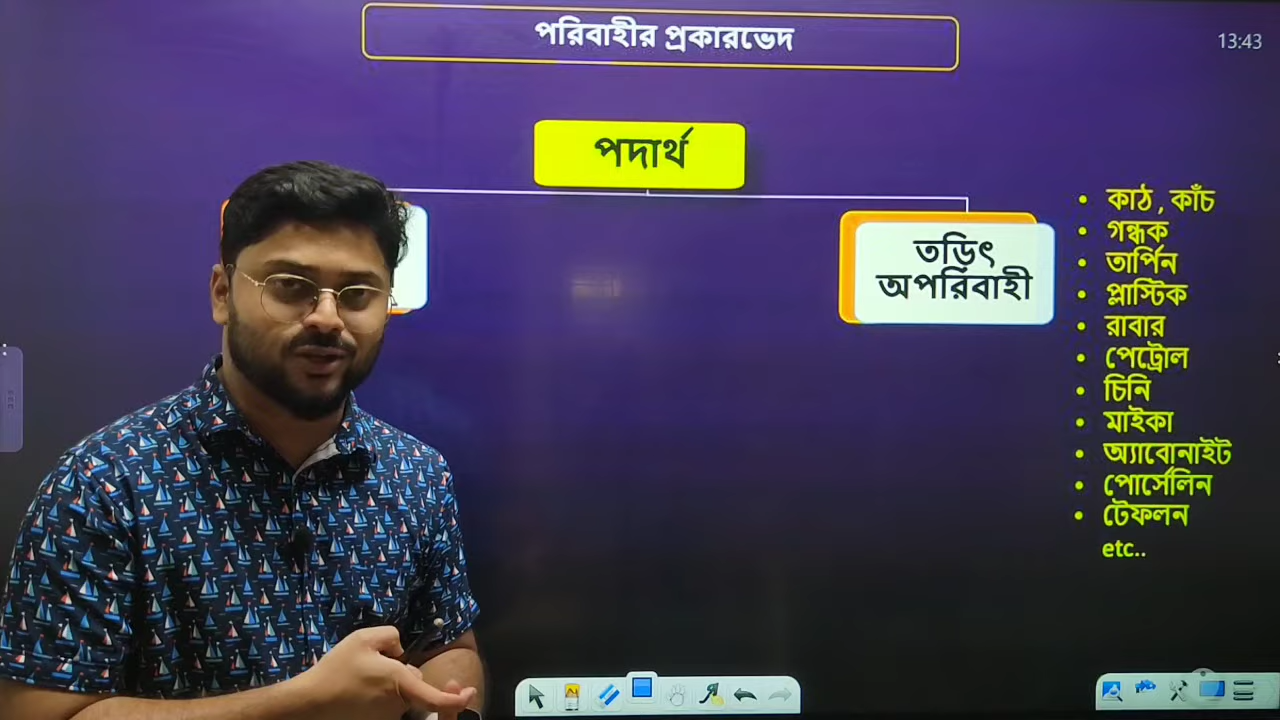 পরিবাহীর প্রকারভেদ
13:43
পদার্থ
তড়িৎ
অপরিবাহী
• কাঠ , কাঁচ
• গন্ধক
• তার্পিন
• প্লাস্টিক
• রাবার
• পেট্রোল
• চিনি
• মাইকা
• অ্যাবোনাইট
• পোর্সেলিন
• টেফলন
etc..